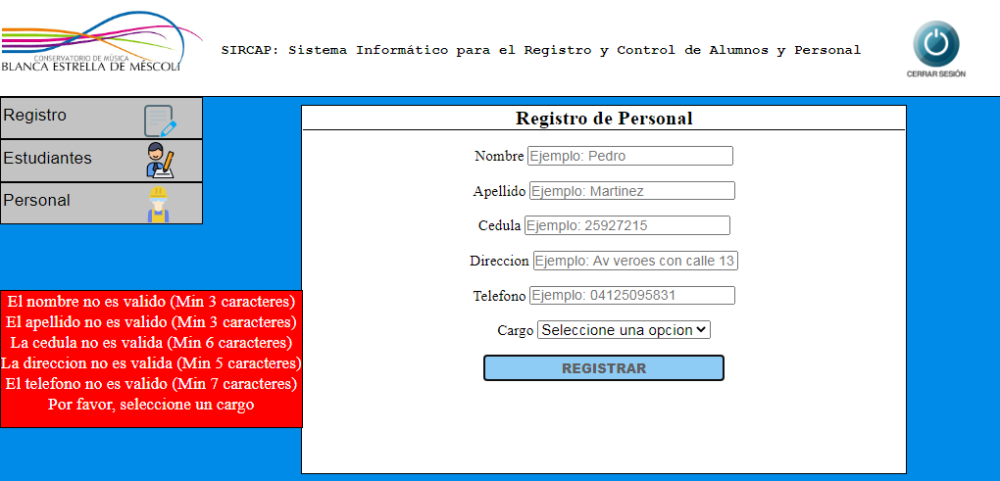 CONSERVATORIO DE MÚSICA
BLANCA ESTRELLA DE MÉSCOLI
SIRCAP: Sistema Informático para el Registro y Control de Alumnos y Personal
CERRAR SESIÓN
Registro
Estudiantes
Personal
El nombre no es valido (Min 3 caracteres)
El apellido no es valido (Min 3 caracteres)
La cedula no es valida (Min 6 caracteres)
La direccion no es valida (Min 5 caracteres)
El telefono no es valido (Min 7 caracteres)
Por favor, seleccione un cargo
Registro de Personal
Nombre Ejemplo: Pedro
Apellido Ejemplo: Martinez
Cedula Ejemplo: 25927215
Direccion Ejemplo: Av veroes con calle 13
Telefono Ejemplo: 04125095831
Cargo Seleccione una opcion
REGISTRAR